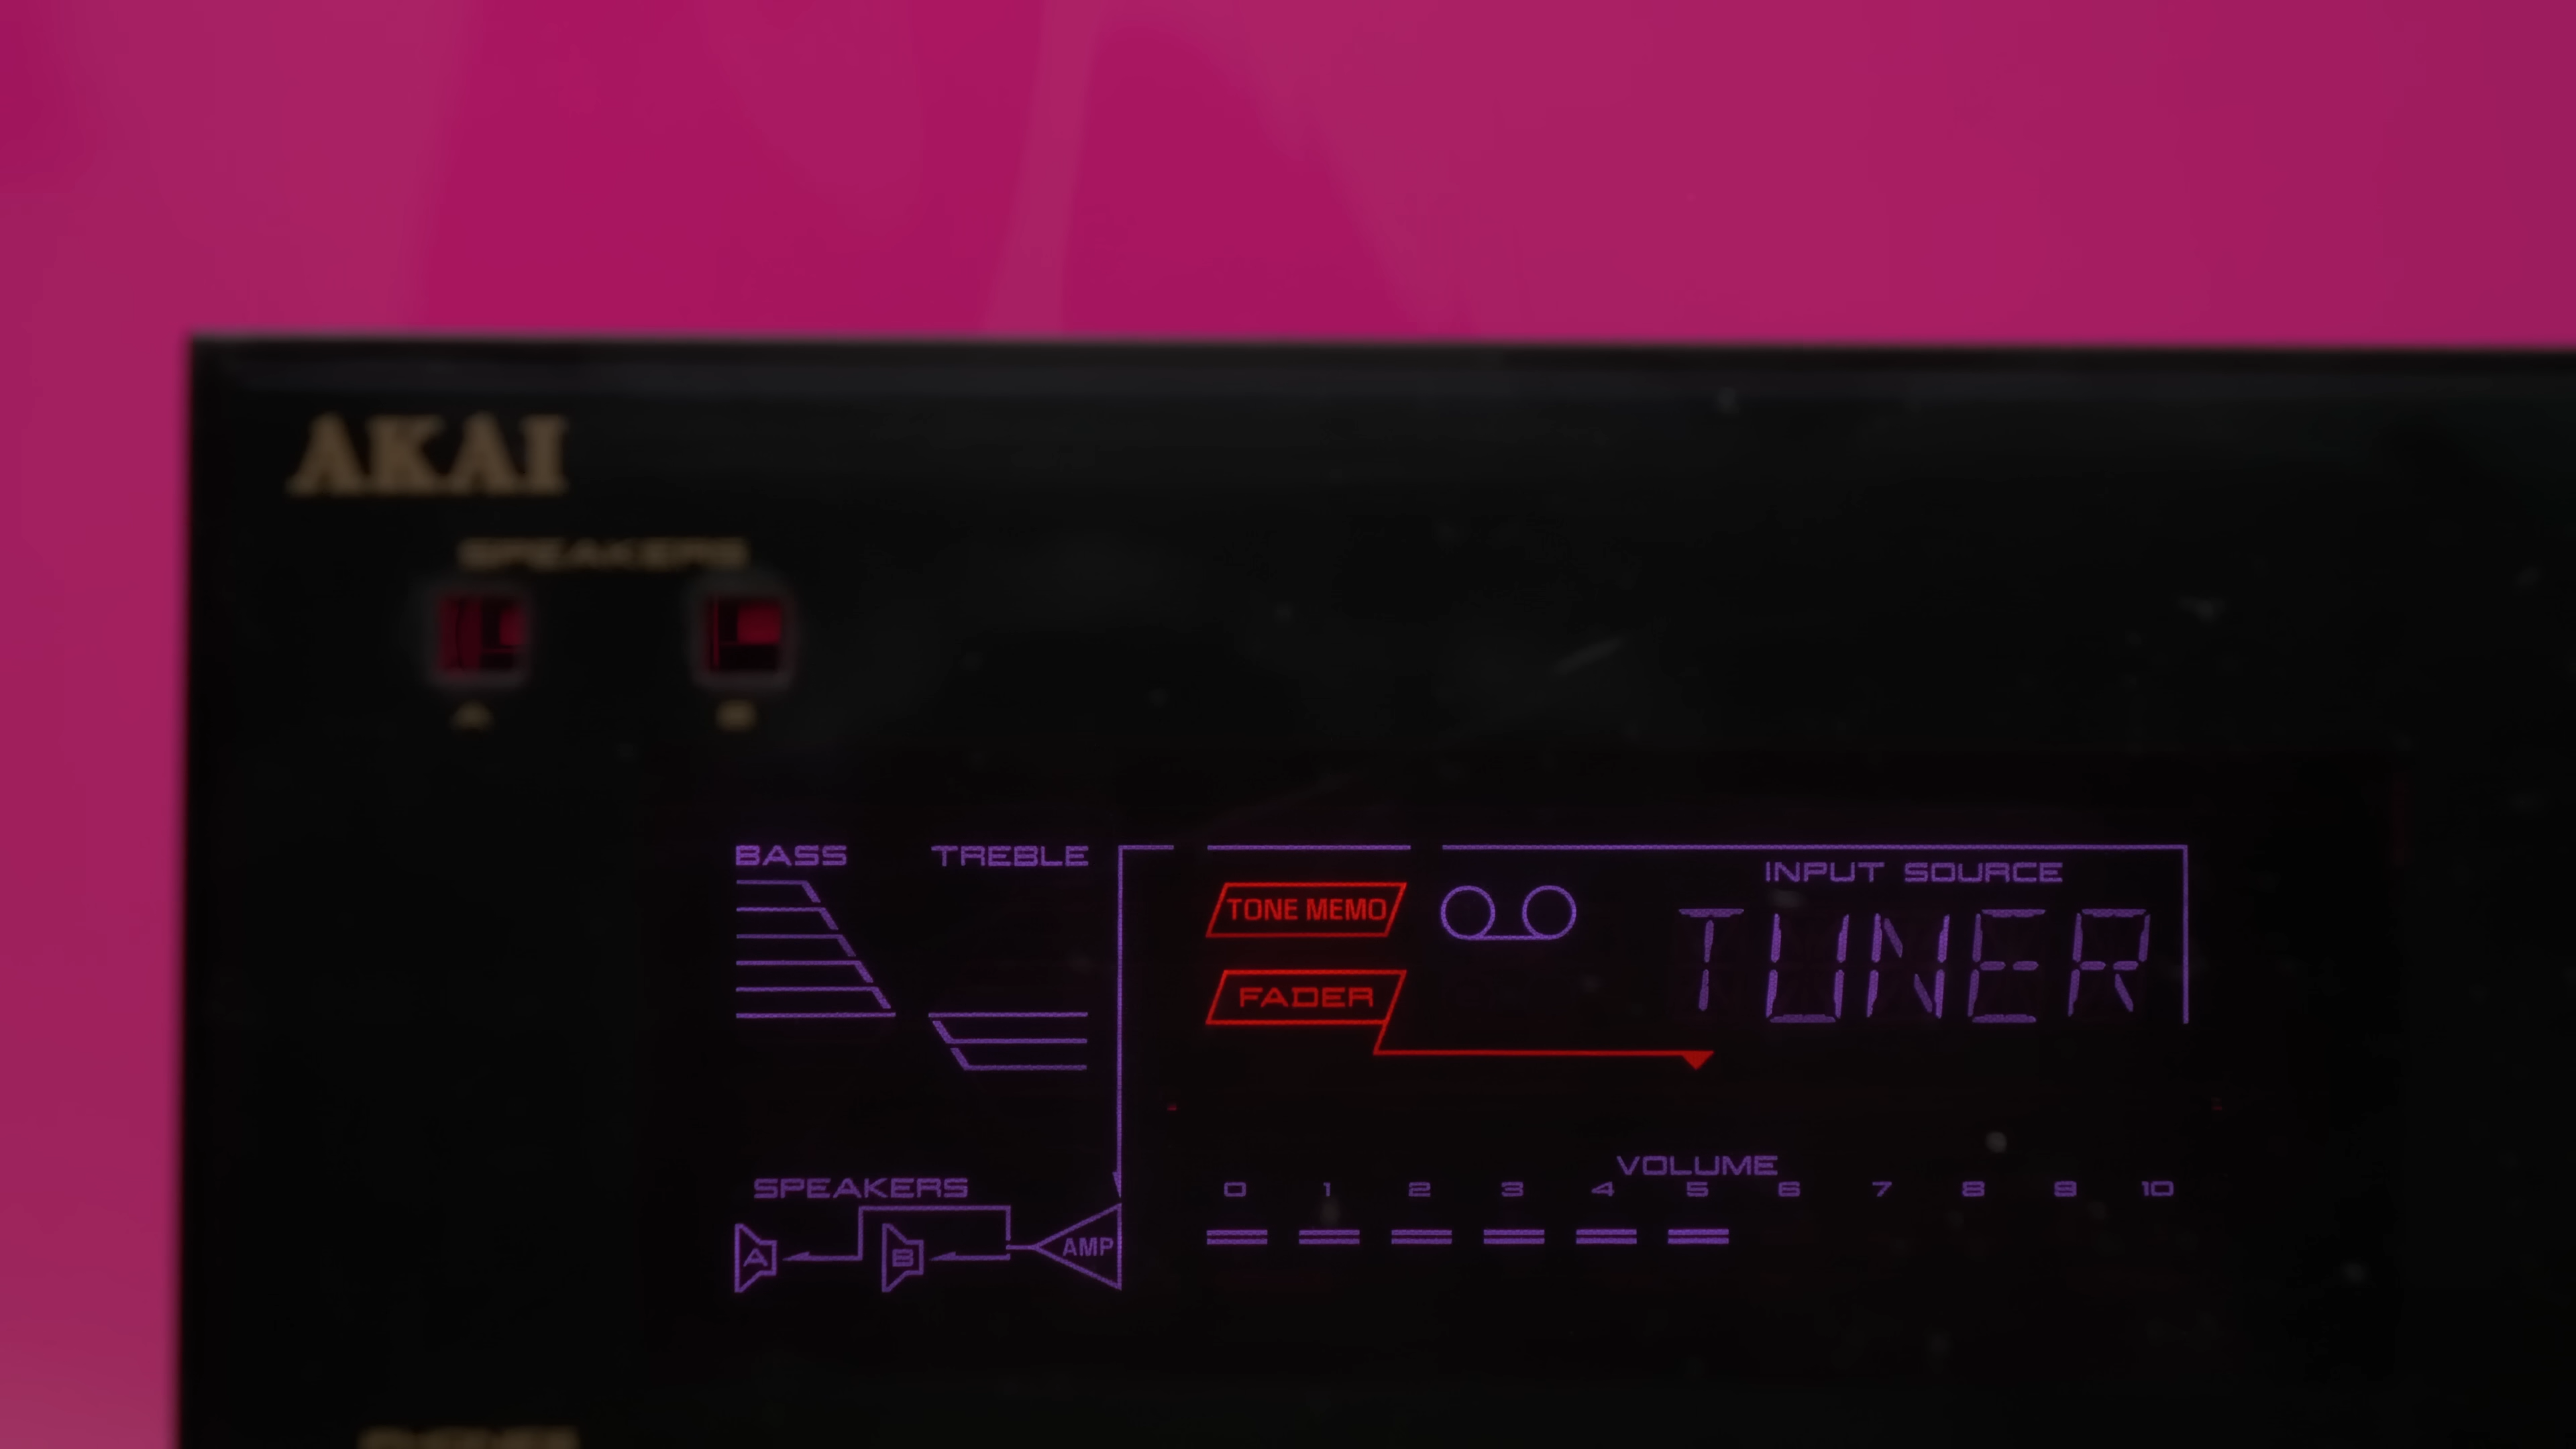 AKAI
SPEAKERS
A B
BASS TREBLE
TONE MEMO
INPUT SOURCE
TUNER
FADER
VOLUME
0 1 2 3 4 5 6 7 8 9 10
SPEAKERS
A B AMP